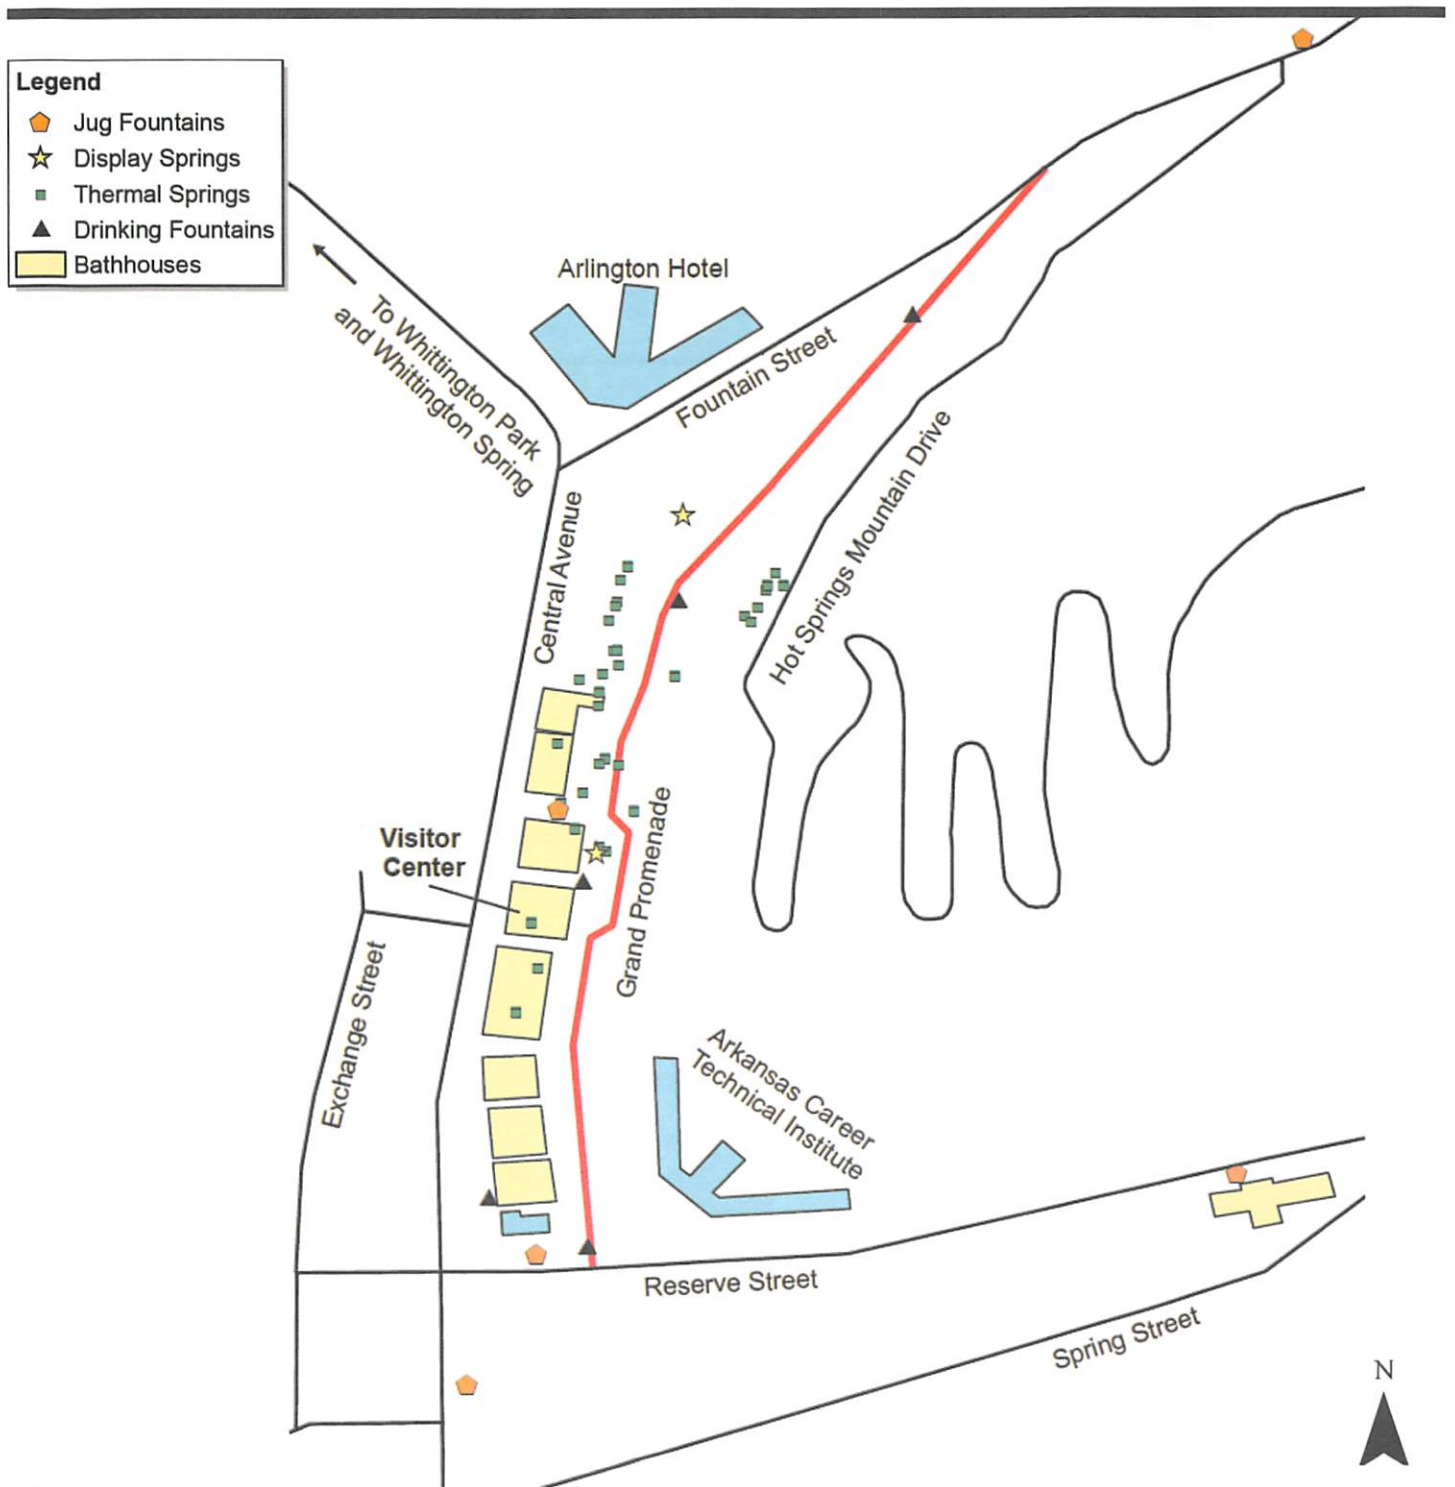 Legend
Jug Fountains
Display Springs
Thermal Springs
Drinking Fountains
Bathhouses
Arlington Hotel
To Whittington Park
and Whittington Spring
Fountain Street
Central Avenue
Hot Springs Mountain Drive
Visitor
Center
Grand Promenade
Exchange Street
Arkansas Career
Technical Institute
Reserve Street
Spring Street
N